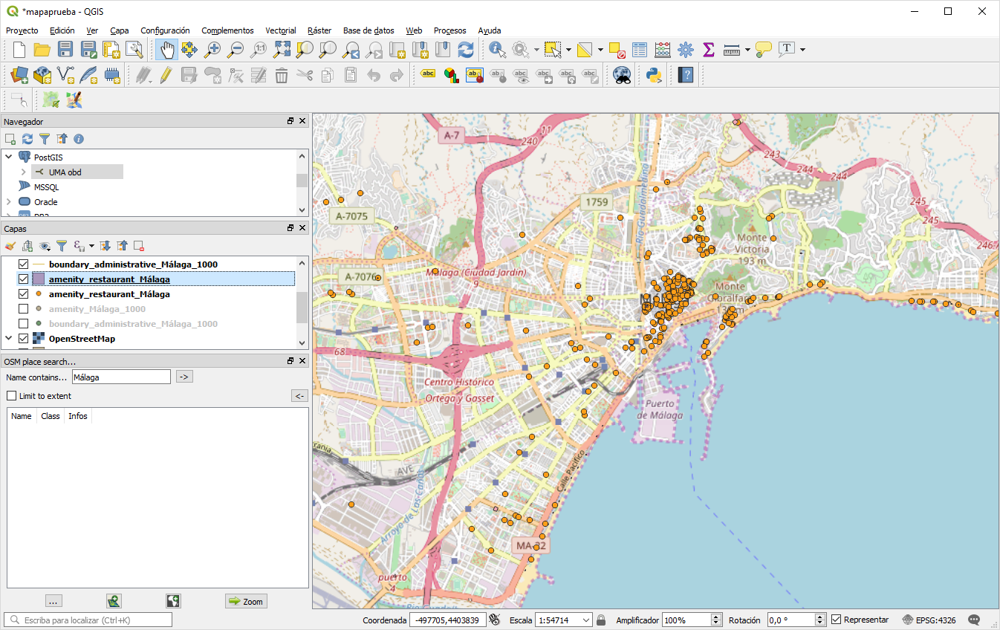 *mapaprueba - QGIS
Proyecto Edición Ver Capa Configuración Complementos Vectorial Ráster Base de datos Web Procesos Ayuda
Navegador
PostGIS
UMA obd
MSSQL
Oracle
DB2
Capas
boundary_administrative_Málaga_1000
amenity_restaurant_Málaga
amenity_restaurant_Málaga
amenity_Málaga_1000
boundary_administrative_Málaga_1000
OpenStreetMap
OSM place search...
Name contains... Málaga ->
Limit to extent <-
Name Class Infos
... Zoom
A-7
240
11
243
244
244
245
245
246.7
1759
A-7075
Río Guadalmedina
Monte
Victoria
193 m
A-7076
Málaga (Ciudad Jardín)
9
Monte
Gibralfaro
130 m
68
Centro Histórico
Ortega y Gasset
Puerto
de Málaga
AVE
Calle Pacífico
Arroyo de Las Cañas
MA-22
puerto
4
Escriba para localizar (Ctrl+K) Coordenada -497705,4403839 Escala 1:54714 Amplificador 100% Rotación 0,0 ° Representar EPSG:4326